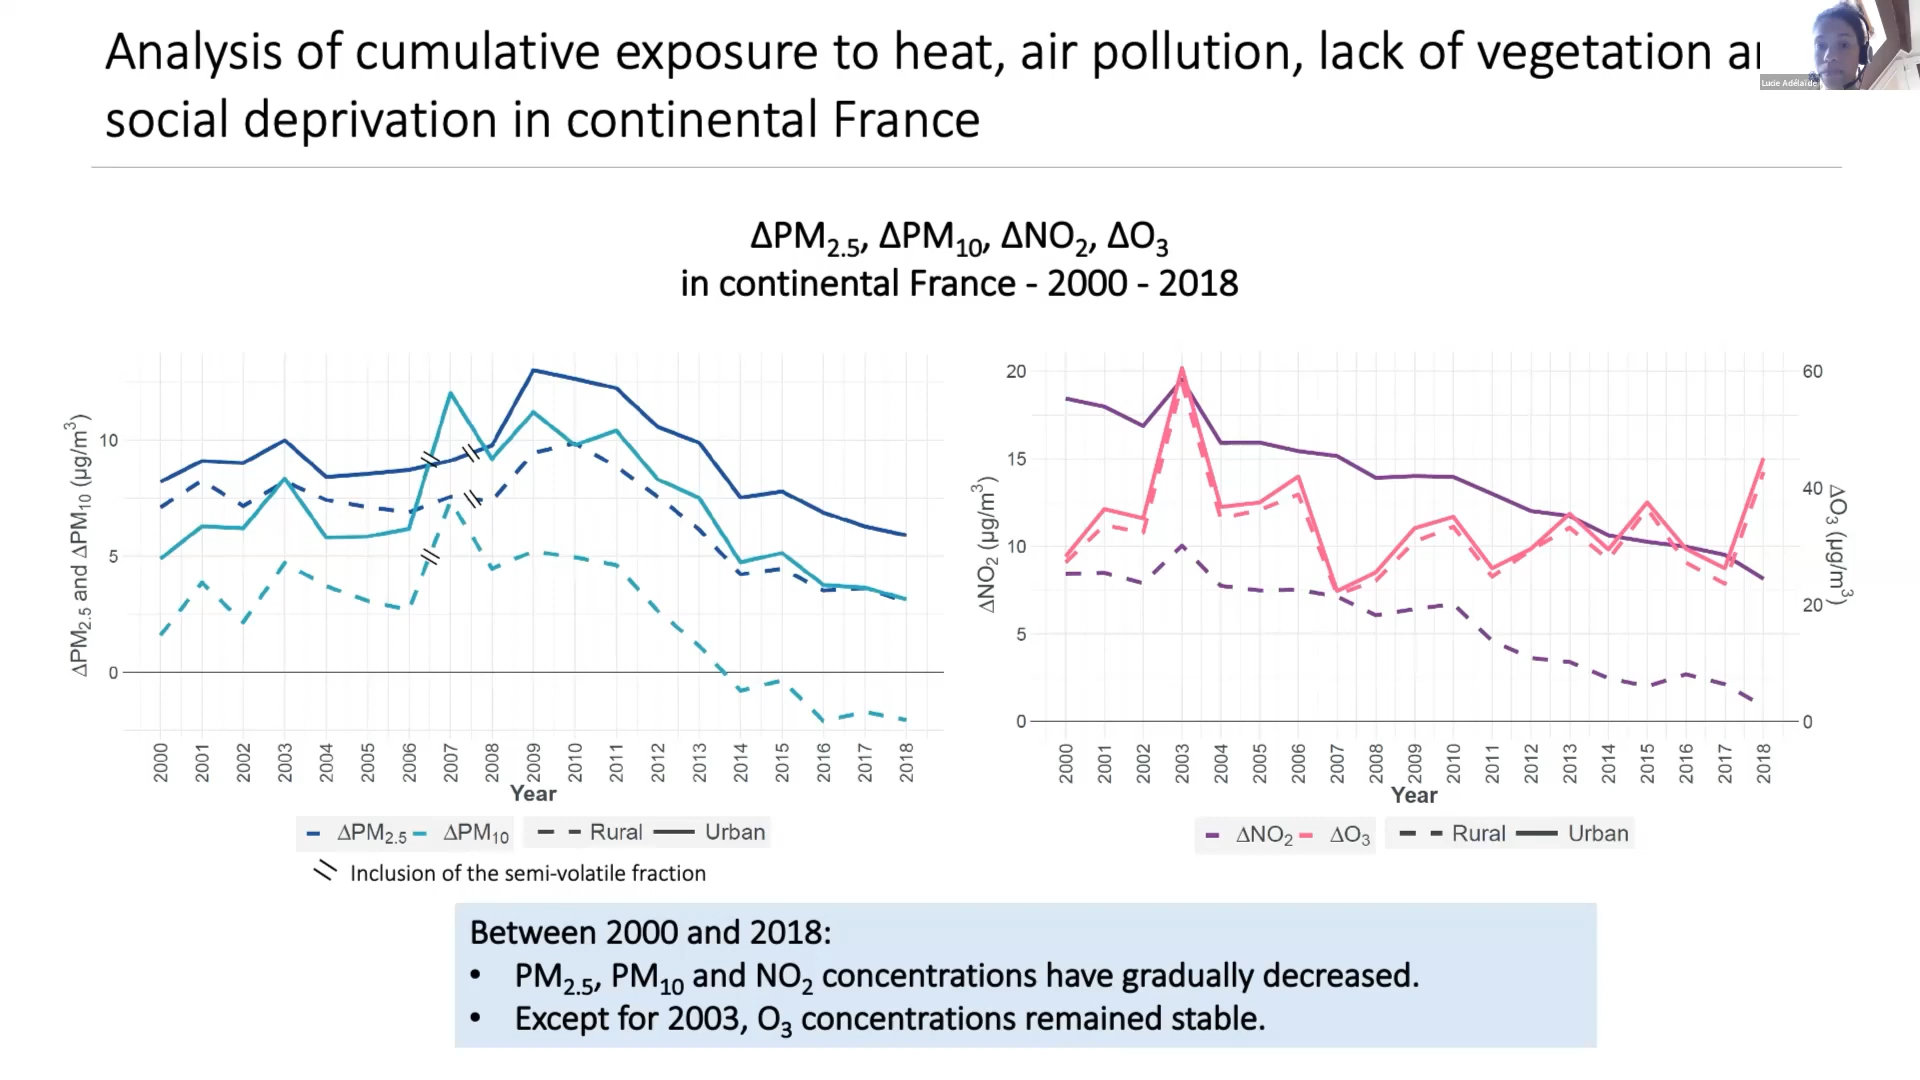 Analysis of cumulative exposure to heat, air pollution, lack of vegetation
social deprivation in continental France
Lucie Adélaïde
ΔPM2.5, ΔPM10, ΔNO2, ΔO3
in continental France - 2000 - 2018
ΔPM2.5 and ΔPM10 (µg/m3)
10
5
0
2000 2001 2002 2003 2004 2005 2006 2007 2008 2009 2010 2011 2012 2013 2014 2015 2016 2017 2018
Year
ΔPM2.5 ΔPM10 Rural Urban
Inclusion of the semi-volatile fraction
ΔNO2 (µg/m3)
20
15
10
5
0
60
40
20
0
ΔO3 (µg/m3)
2000 2001 2002 2003 2004 2005 2006 2007 2008 2009 2010 2011 2012 2013 2014 2015 2016 2017 2018
Year
ΔNO2 ΔO3 Rural Urban
Between 2000 and 2018:
• PM2.5, PM10 and NO2 concentrations have gradually decreased.
• Except for 2003, O3 concentrations remained stable.